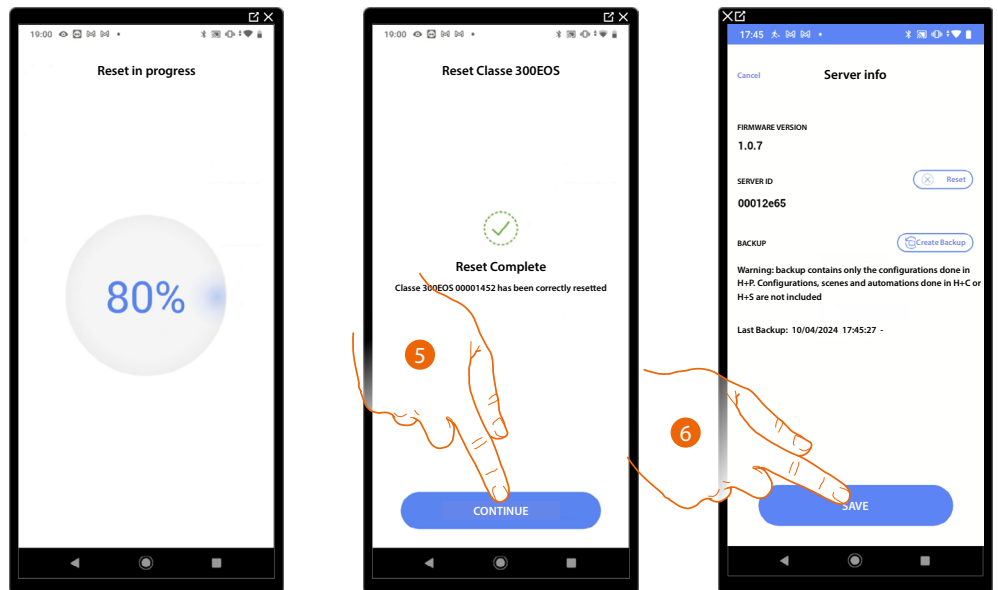 19:00
Reset in progress
80%
19:00
Reset Classe 300EOS
Reset Complete
Classe 300EOS 00001452 has been correctly resetted
5
CONTINUE
17:45
Cancel
Server info
FIRMWARE VERSION
1.0.7
SERVER ID
Reset
00012e65
BACKUP
Create Backup
Warning: backup contains only the configurations done in
H+P. Configurations, scenes and automations done in H+C or
H+S are not included
Last Backup: 10/04/2024 17:45:27 -
6
SAVE